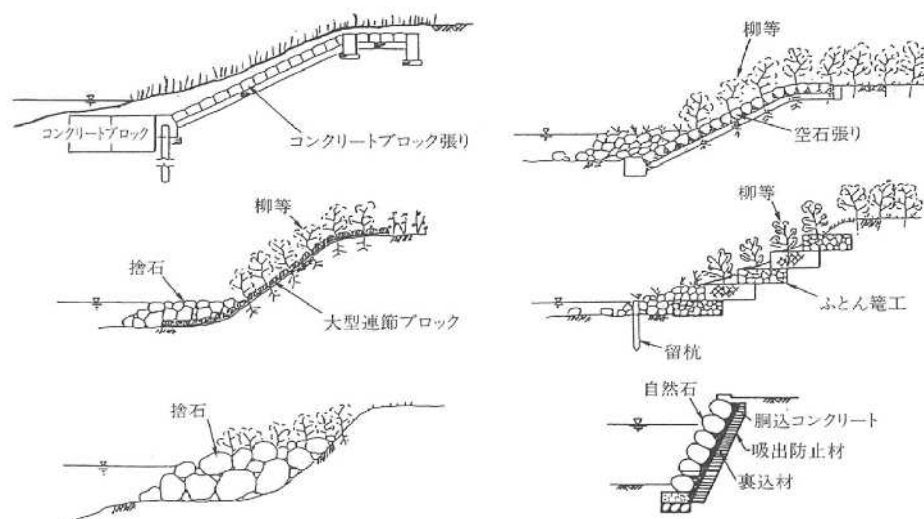 コンクリートブロック
コンクリートブロック張り
柳等
空石張り
柳等
捨石
大型連節ブロック
柳等
ふとん篭工
留杭
捨石
自然石
胴込コンクリート
吸出防止材
裏込材